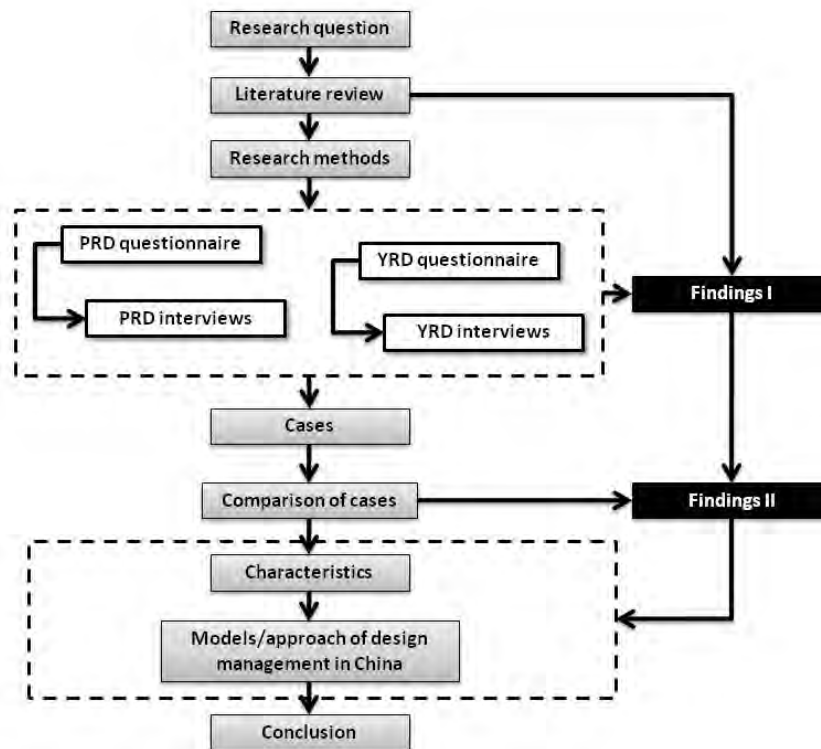 Research question
Literature review
Research methods
PRD questionnaire
YRD questionnaire
PRD interviews
YRD interviews
Findings I
Cases
Comparison of cases
Findings II
Characteristics
Models/approach of design
management in China
Conclusion